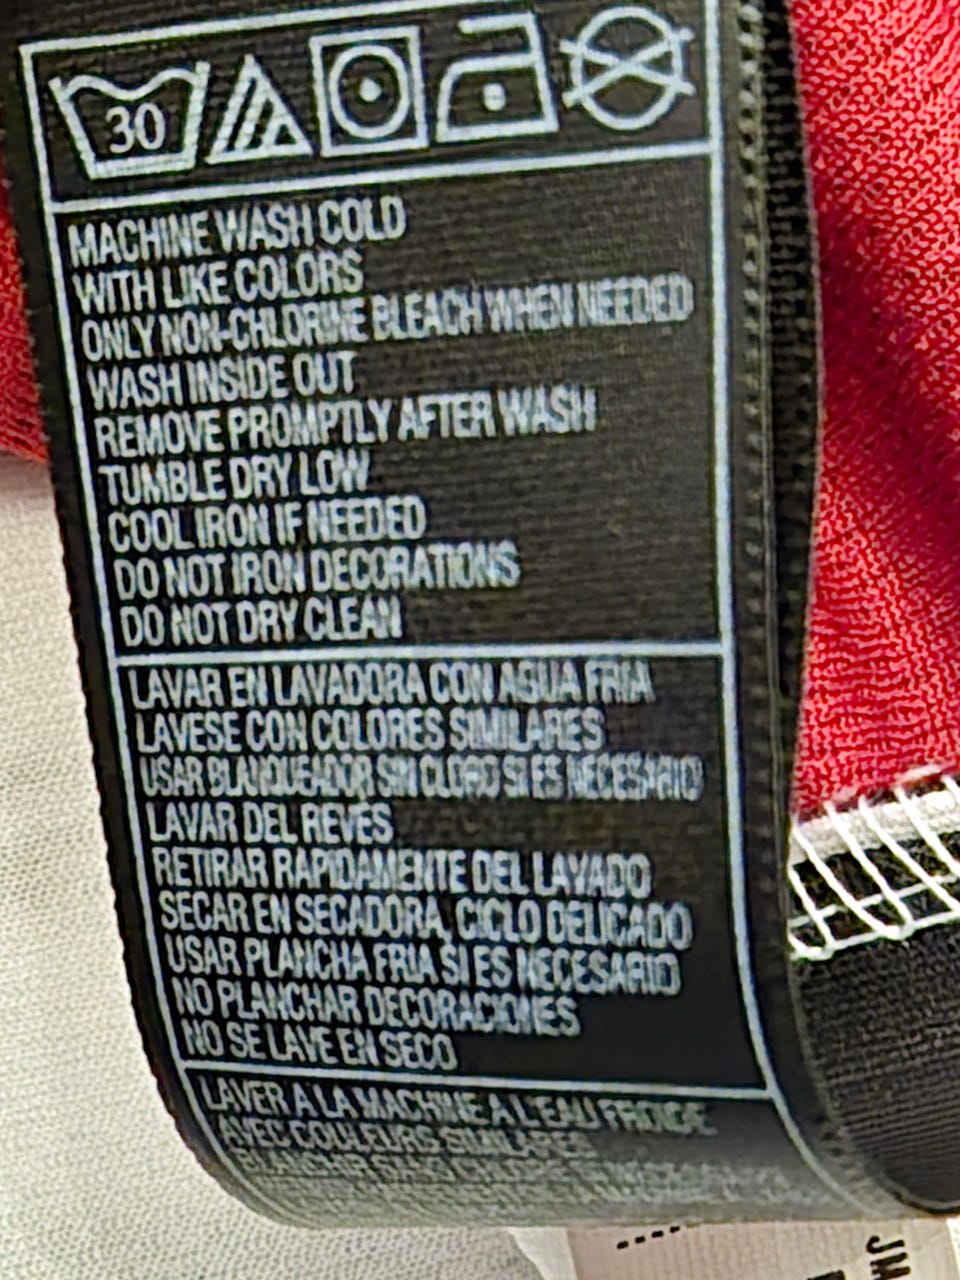 30
MACHINE WASH COLD
WITH LIKE COLORS
ONLY NON-CHLORINE BLEACH WHEN NEEDED
WASH INSIDE OUT
REMOVE PROMPTLY AFTER WASH
TUMBLE DRY LOW
COOL IRON IF NEEDED
DO NOT IRON DECORATIONS
DO NOT DRY CLEAN
LAVAR EN LAVADORA CON AGUA FRIA
LAVESE CON COLORES SIMILARES
USAR BLANQUEADOR SIN CLORO SI ES NECESARIO
LAVAR DEL REVÉS
RETIRAR RAPIDAMENTE DEL LAVADO
SECAR EN SECADORA, CICLO DELICADO
USAR PLANCHA FRIA SI ES NECESARIO
NO PLANCHAR DECORACIONES
NO SE LAVE EN SECO
LAVER A LA MACHINE A L'EAU FROIDE
AVEC COULEURS SIMILARES